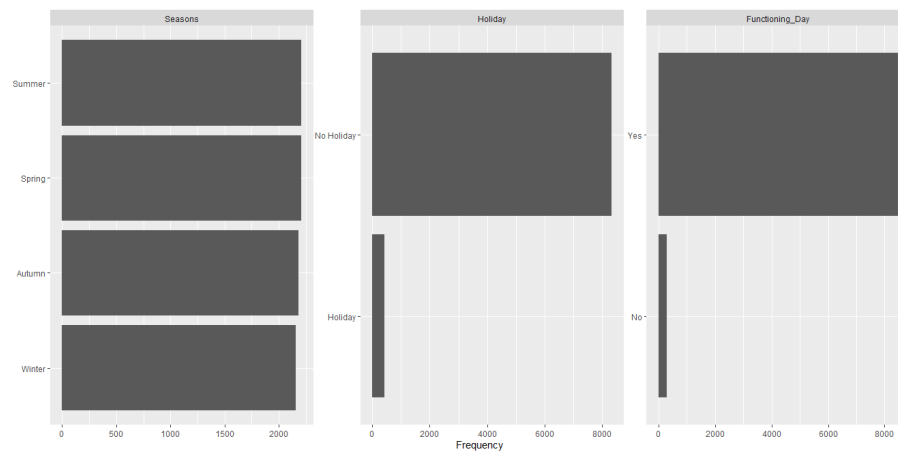 Seasons
Summer
Spring
Autumn
Winter
0 500 1000 1500 2000
Holiday
No Holiday
Holiday
0 2000 4000 6000 8000
Functioning_Day
Yes
No
0 2000 4000 6000 8000
Frequency